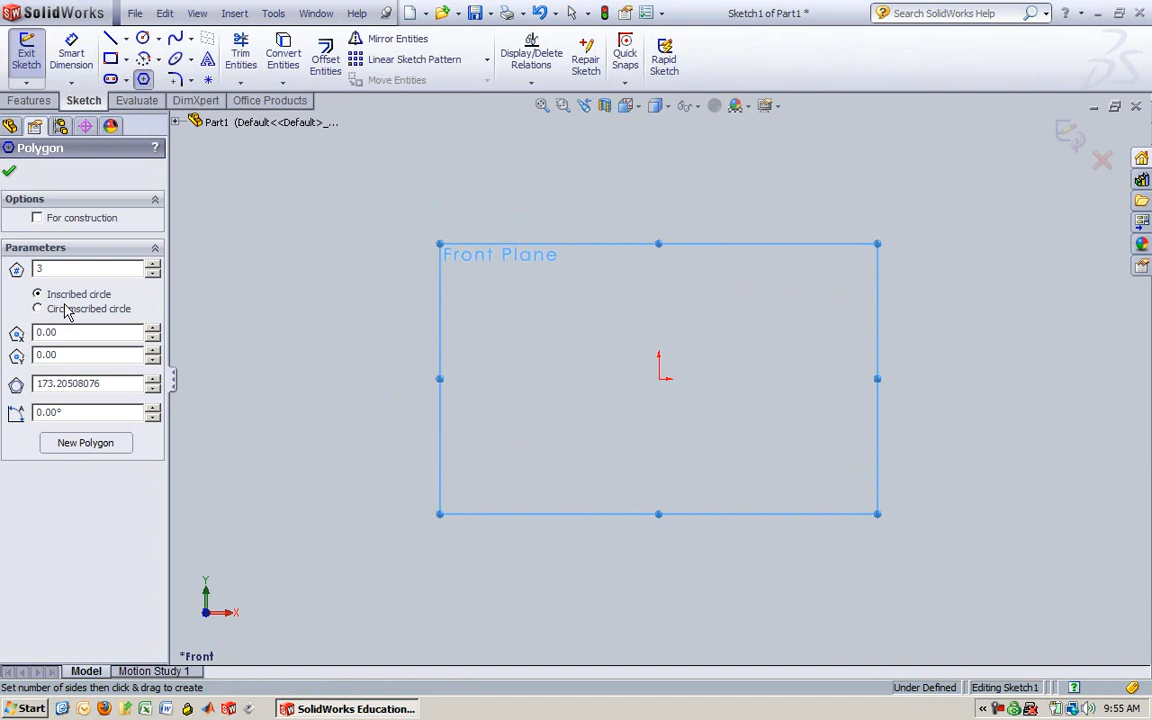 SolidWorks File Edit View Insert Tools Window Help Sketch1 of Part1 * Search SolidWorks Help
Exit Sketch
Smart Dimension
Trim Entities
Convert Entities
Offset Entities
Mirror Entities
Linear Sketch Pattern
Move Entities
Display/Delete Relations
Repair Sketch
Quick Snaps
Rapid Sketch
Features Sketch Evaluate DimXpert Office Products
Part1 (Default<<Default>_...
Polygon ?
Options
For construction
Parameters
3
Inscribed circle
Circumscribed circle
0.00
0.00
173.20508076
0.00°
New Polygon
Front Plane
Y
X
*Front
Model Motion Study 1
Set number of sides then click & drag to create Under Defined Editing Sketch1
Start SolidWorks Education... 9:55 AM